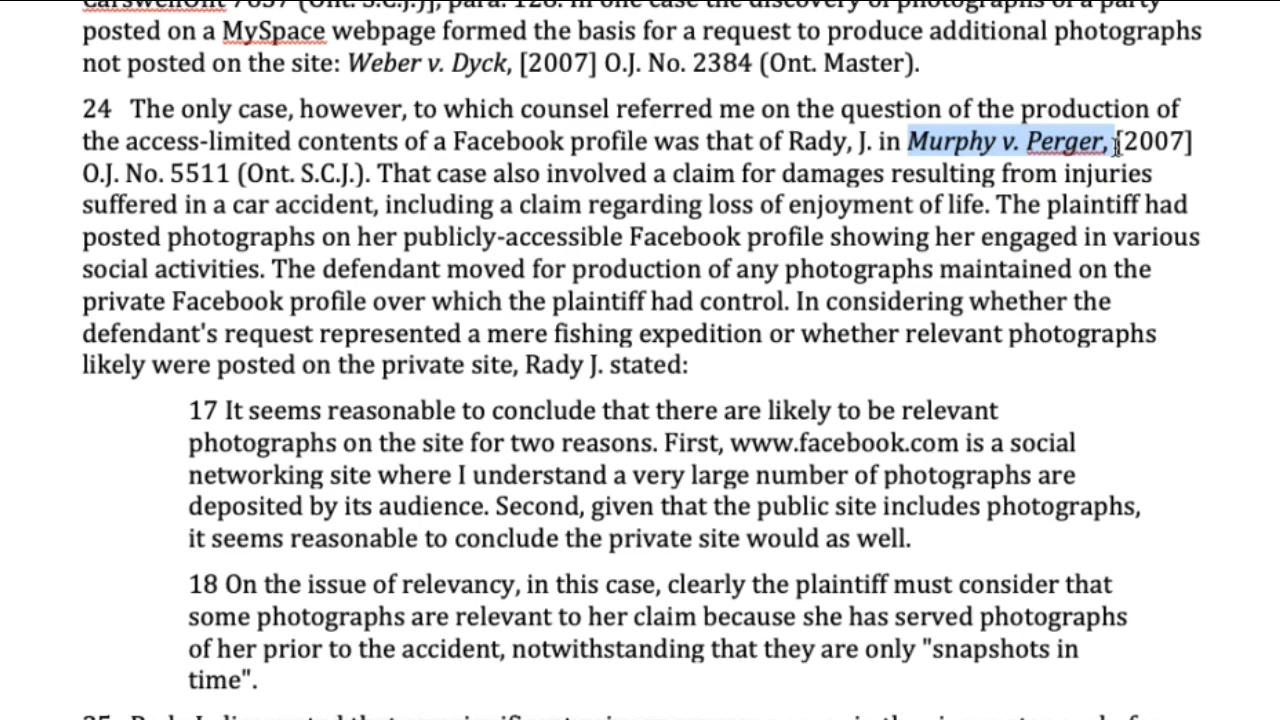 posted on a MySpace webpage formed the basis for a request to produce additional photographs
not posted on the site: Weber v. Dyck, [2007] O.J. No. 2384 (Ont. Master).
24 The only case, however, to which counsel referred me on the question of the production of
the access-limited contents of a Facebook profile was that of Rady, J. in Murphy v. Perger, [2007]
O.J. No. 5511 (Ont. S.C.J.). That case also involved a claim for damages resulting from injuries
suffered in a car accident, including a claim regarding loss of enjoyment of life. The plaintiff had
posted photographs on her publicly-accessible Facebook profile showing her engaged in various
social activities. The defendant moved for production of any photographs maintained on the
private Facebook profile over which the plaintiff had control. In considering whether the
defendant's request represented a mere fishing expedition or whether relevant photographs
likely were posted on the private site, Rady J. stated:
17 It seems reasonable to conclude that there are likely to be relevant
photographs on the site for two reasons. First, www.facebook.com is a social
networking site where I understand a very large number of photographs are
deposited by its audience. Second, given that the public site includes photographs,
it seems reasonable to conclude the private site would as well.
18 On the issue of relevancy, in this case, clearly the plaintiff must consider that
some photographs are relevant to her claim because she has served photographs
of her prior to the accident, notwithstanding that they are only "snapshots in
time".